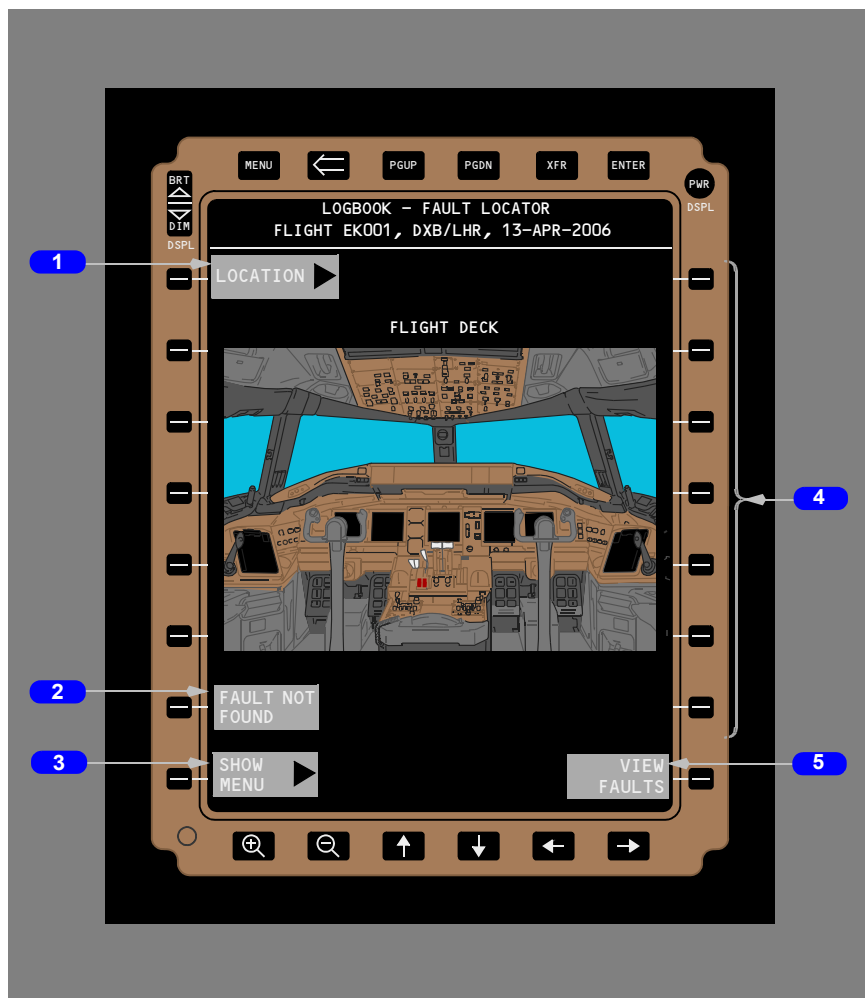 MENU
PGUP
PGDN
XFR
ENTER
BRT
DIM
DSPL
PWR
DSPL
LOGBOOK - FAULT LOCATOR
FLIGHT EK001, DXB/LHR, 13-APR-2006
1
LOCATION
FLIGHT DECK
4
2
FAULT NOT
FOUND
3
SHOW
MENU
VIEW
FAULTS
5